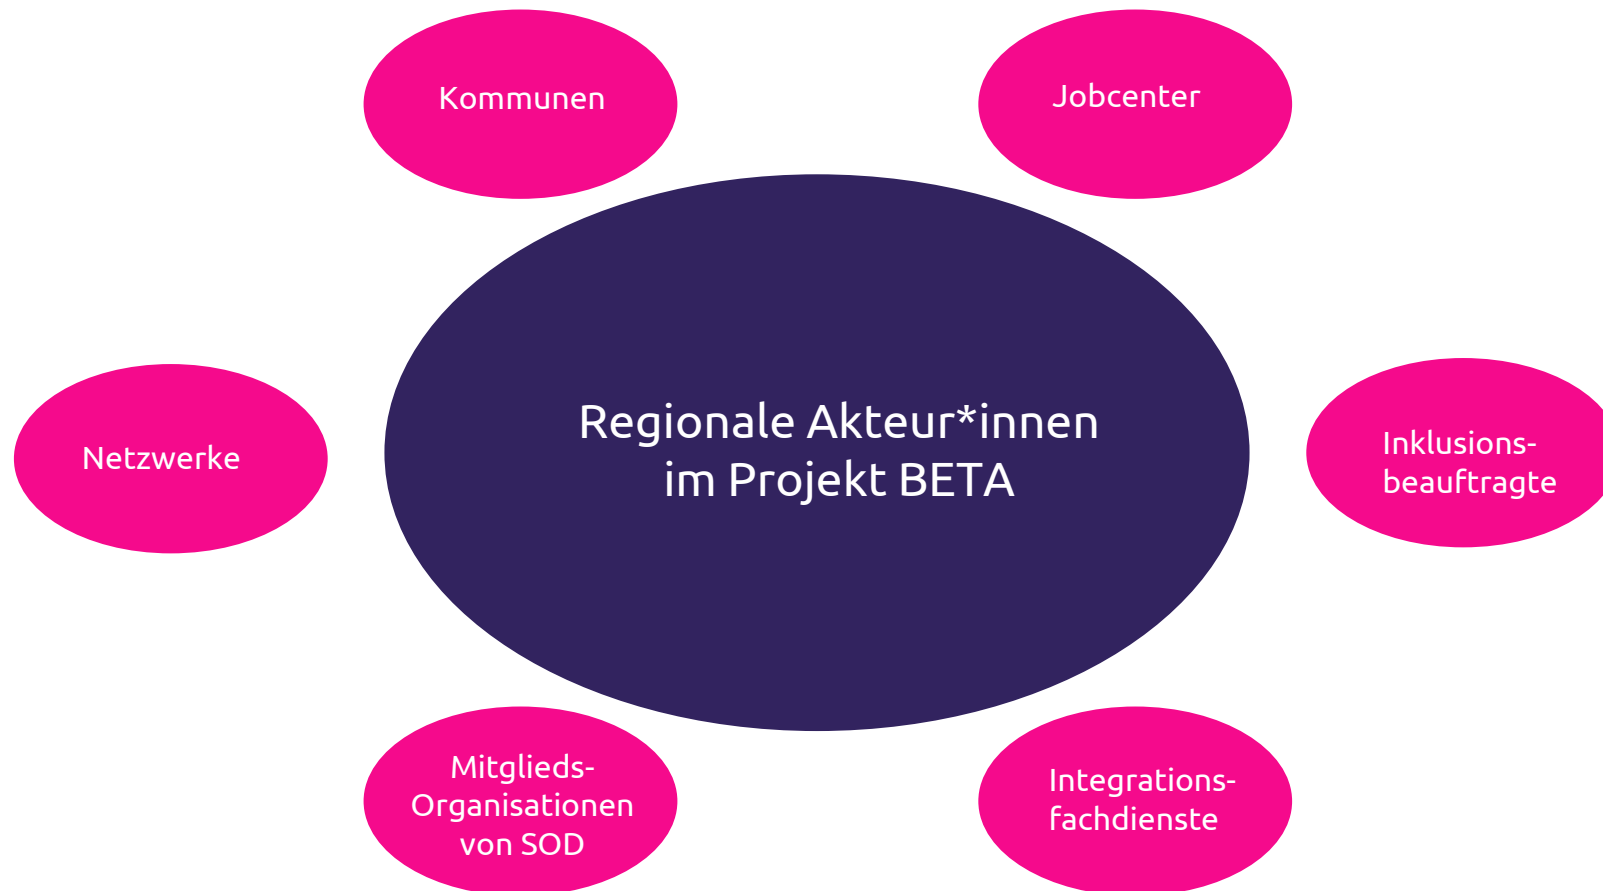 Kommunen
Jobcenter
Regionale Akteur*innen
im Projekt BETA
Netzwerke
Inklusions-
beauftragte
Mitglieds-
Organisationen
von SOD
Integrations-
fachdienste